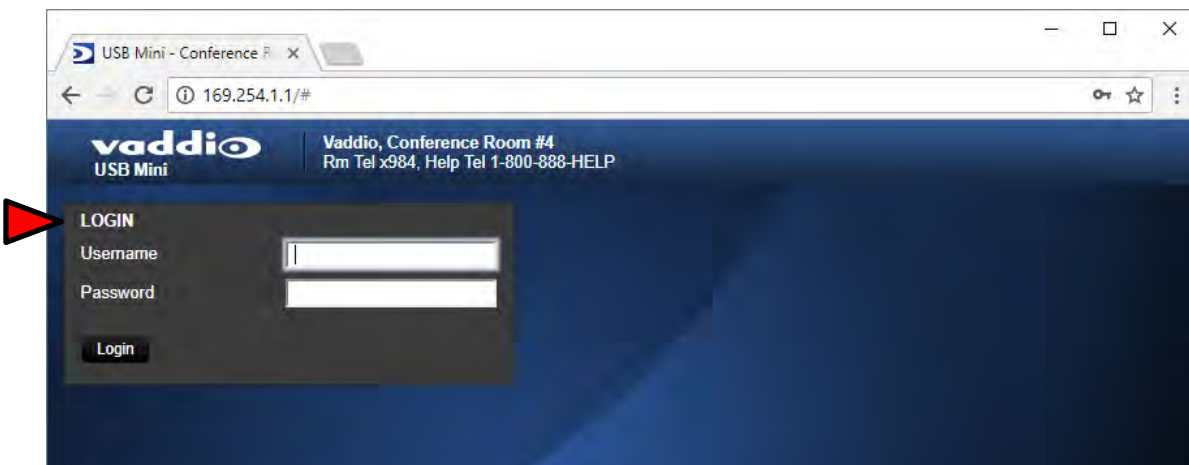 USB Mini - Conference R
169.254.1.1/#
vaddio
USB Mini
Vaddio, Conference Room #4
Rm Tel x984, Help Tel 1-800-888-HELP
LOGIN
Username
Password
Login